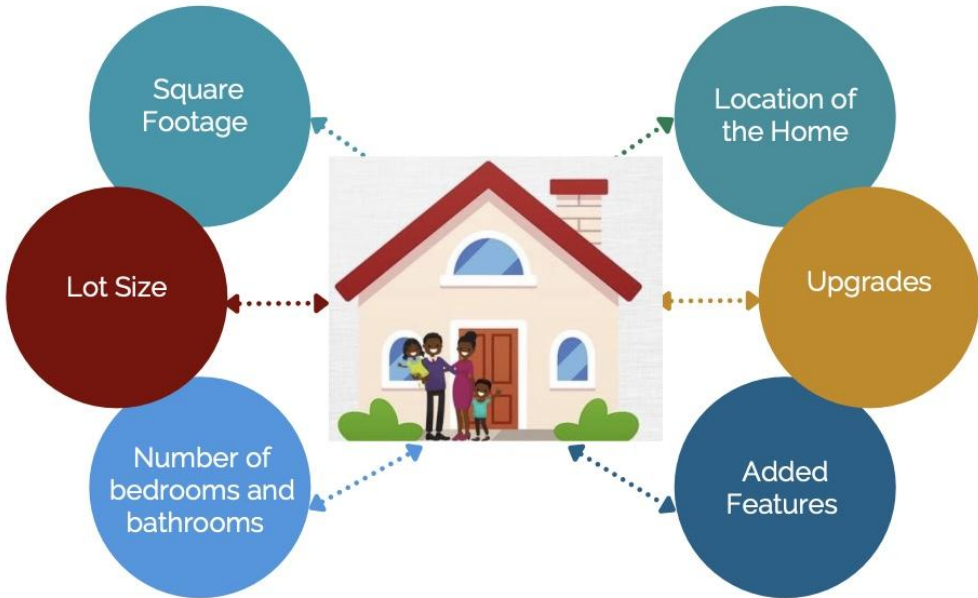 Square
Footage
Lot Size
Number of
bedrooms and
bathrooms
Location of
the Home
Upgrades
Added
Features